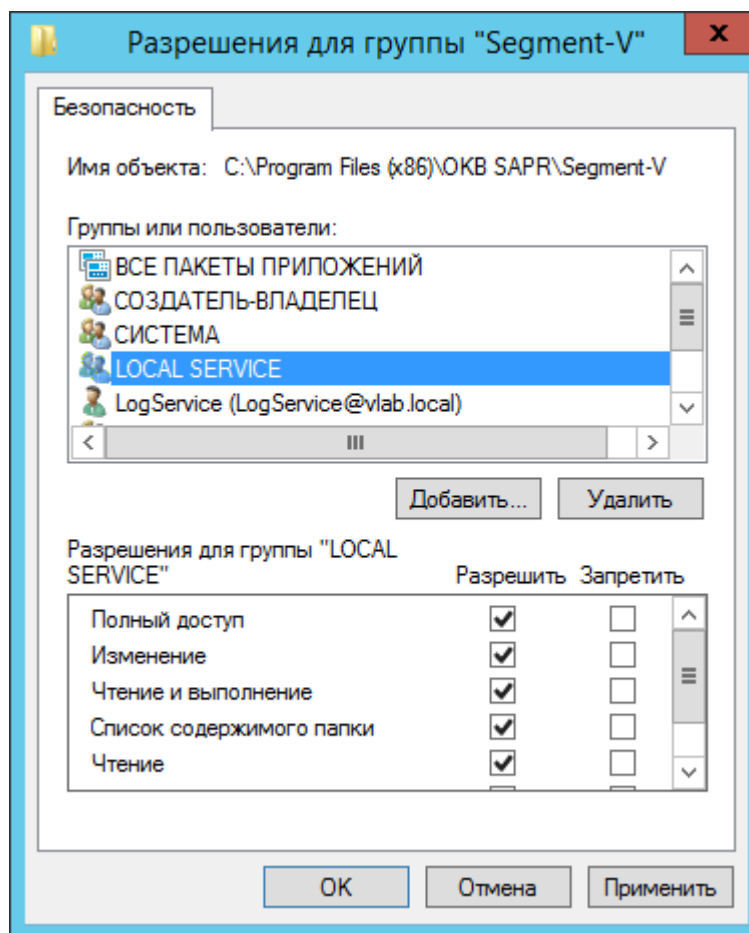 Разрешения для группы "Segment-V"
Безопасность
Имя объекта: C:\Program Files (x86)\OKB SAPR\Segment-V
Группы или пользователи:
ВСЕ ПАКЕТЫ ПРИЛОЖЕНИЙ
СОЗДАТЕЛЬ-ВЛАДЕЛЕЦ
СИСТЕМА
LOCAL SERVICE
LogService (LogService@vlab.local)
Добавить... Удалить
Разрешения для группы "LOCAL
SERVICE" Разрешить Запретить
Полный доступ
Изменение
Чтение и выполнение
Список содержимого папки
Чтение
ОК Отмена Применить